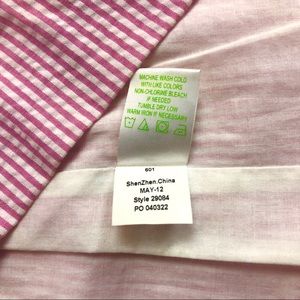 MACHINE WASH COLD
WITH LIKE COLORS
NON-CHLORINE BLEACH
IF NEEDED
TUMBLE DRY LOW
WARM IRON IF NECESSARY
601
ShenZhen,China
MAY-12
Style 29084
PO 040322